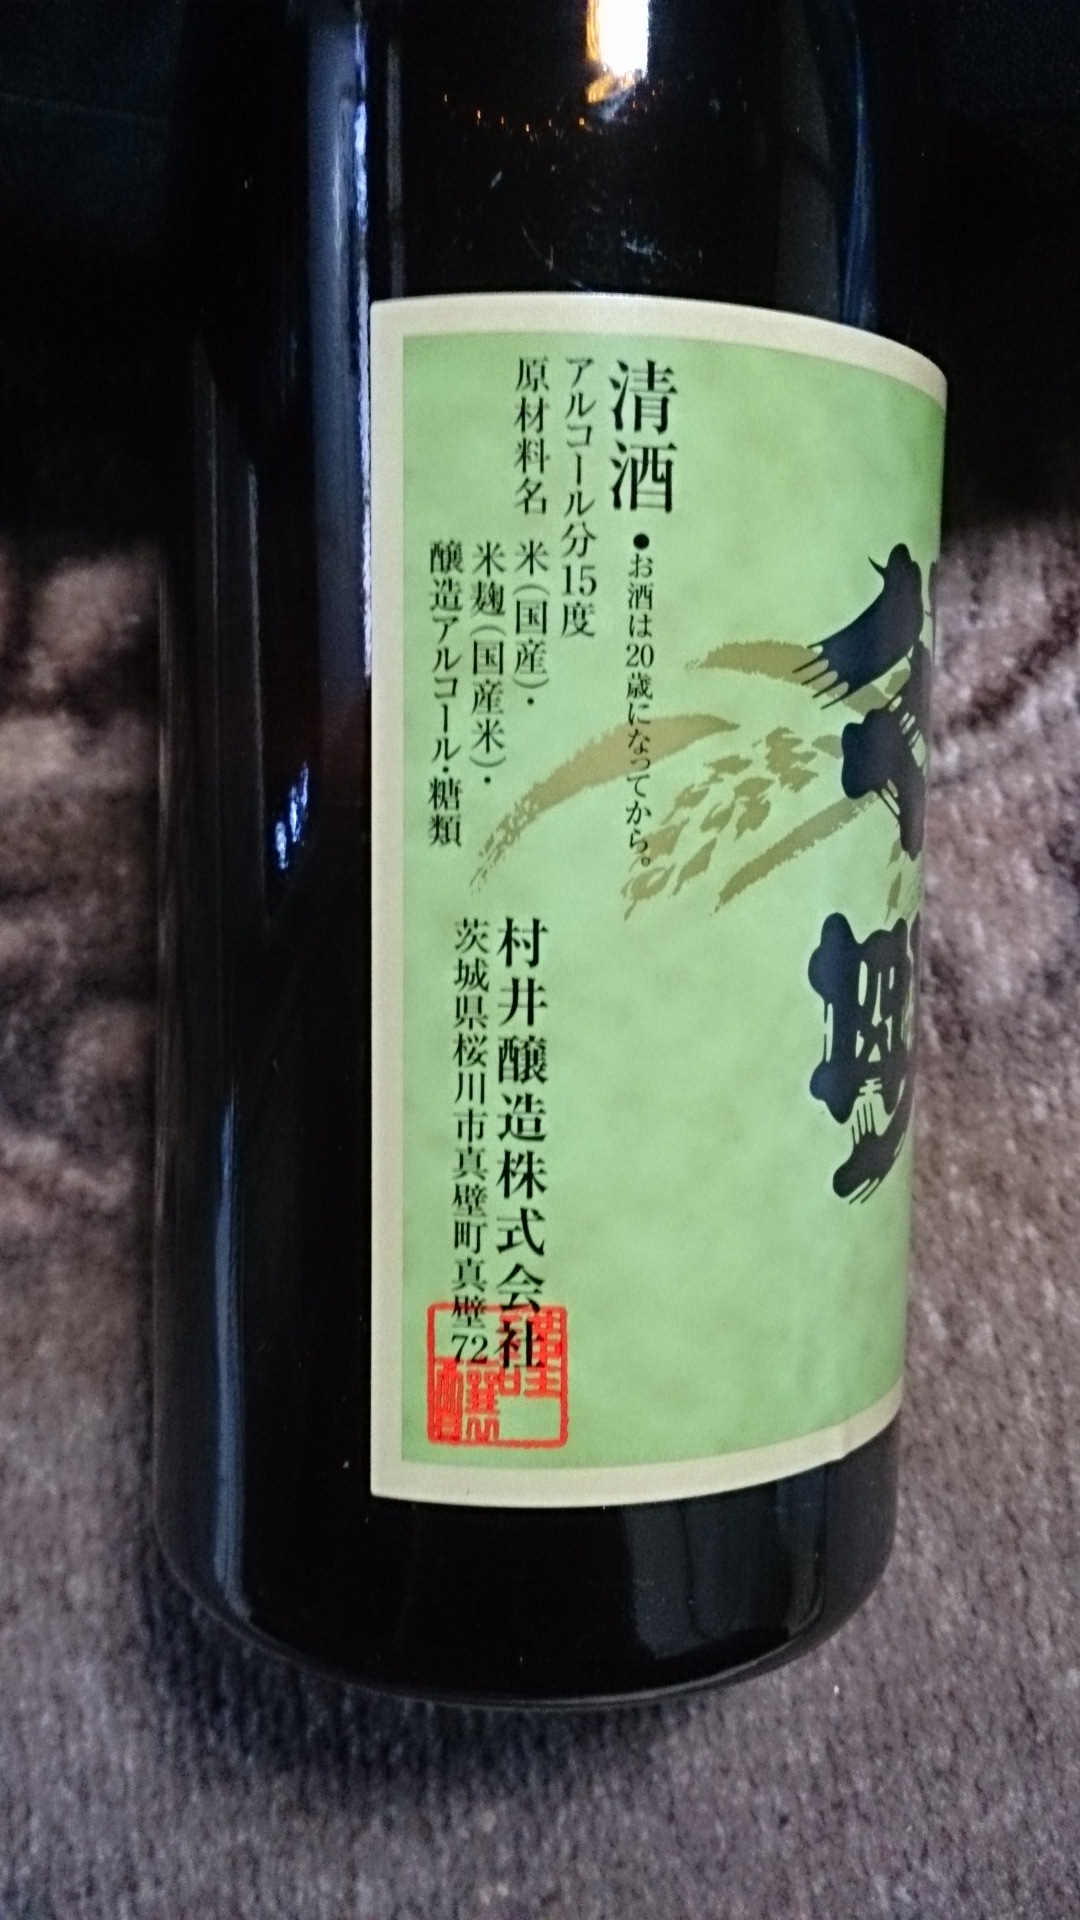 清酒
●お酒は20歳になってから。
アルコール分15度
原材料名 米(国産)・
米麹(国産米)・
醸造アルコール・糖類
村井醸造株式会社
茨城県桜川市真壁町真壁72
謹醸